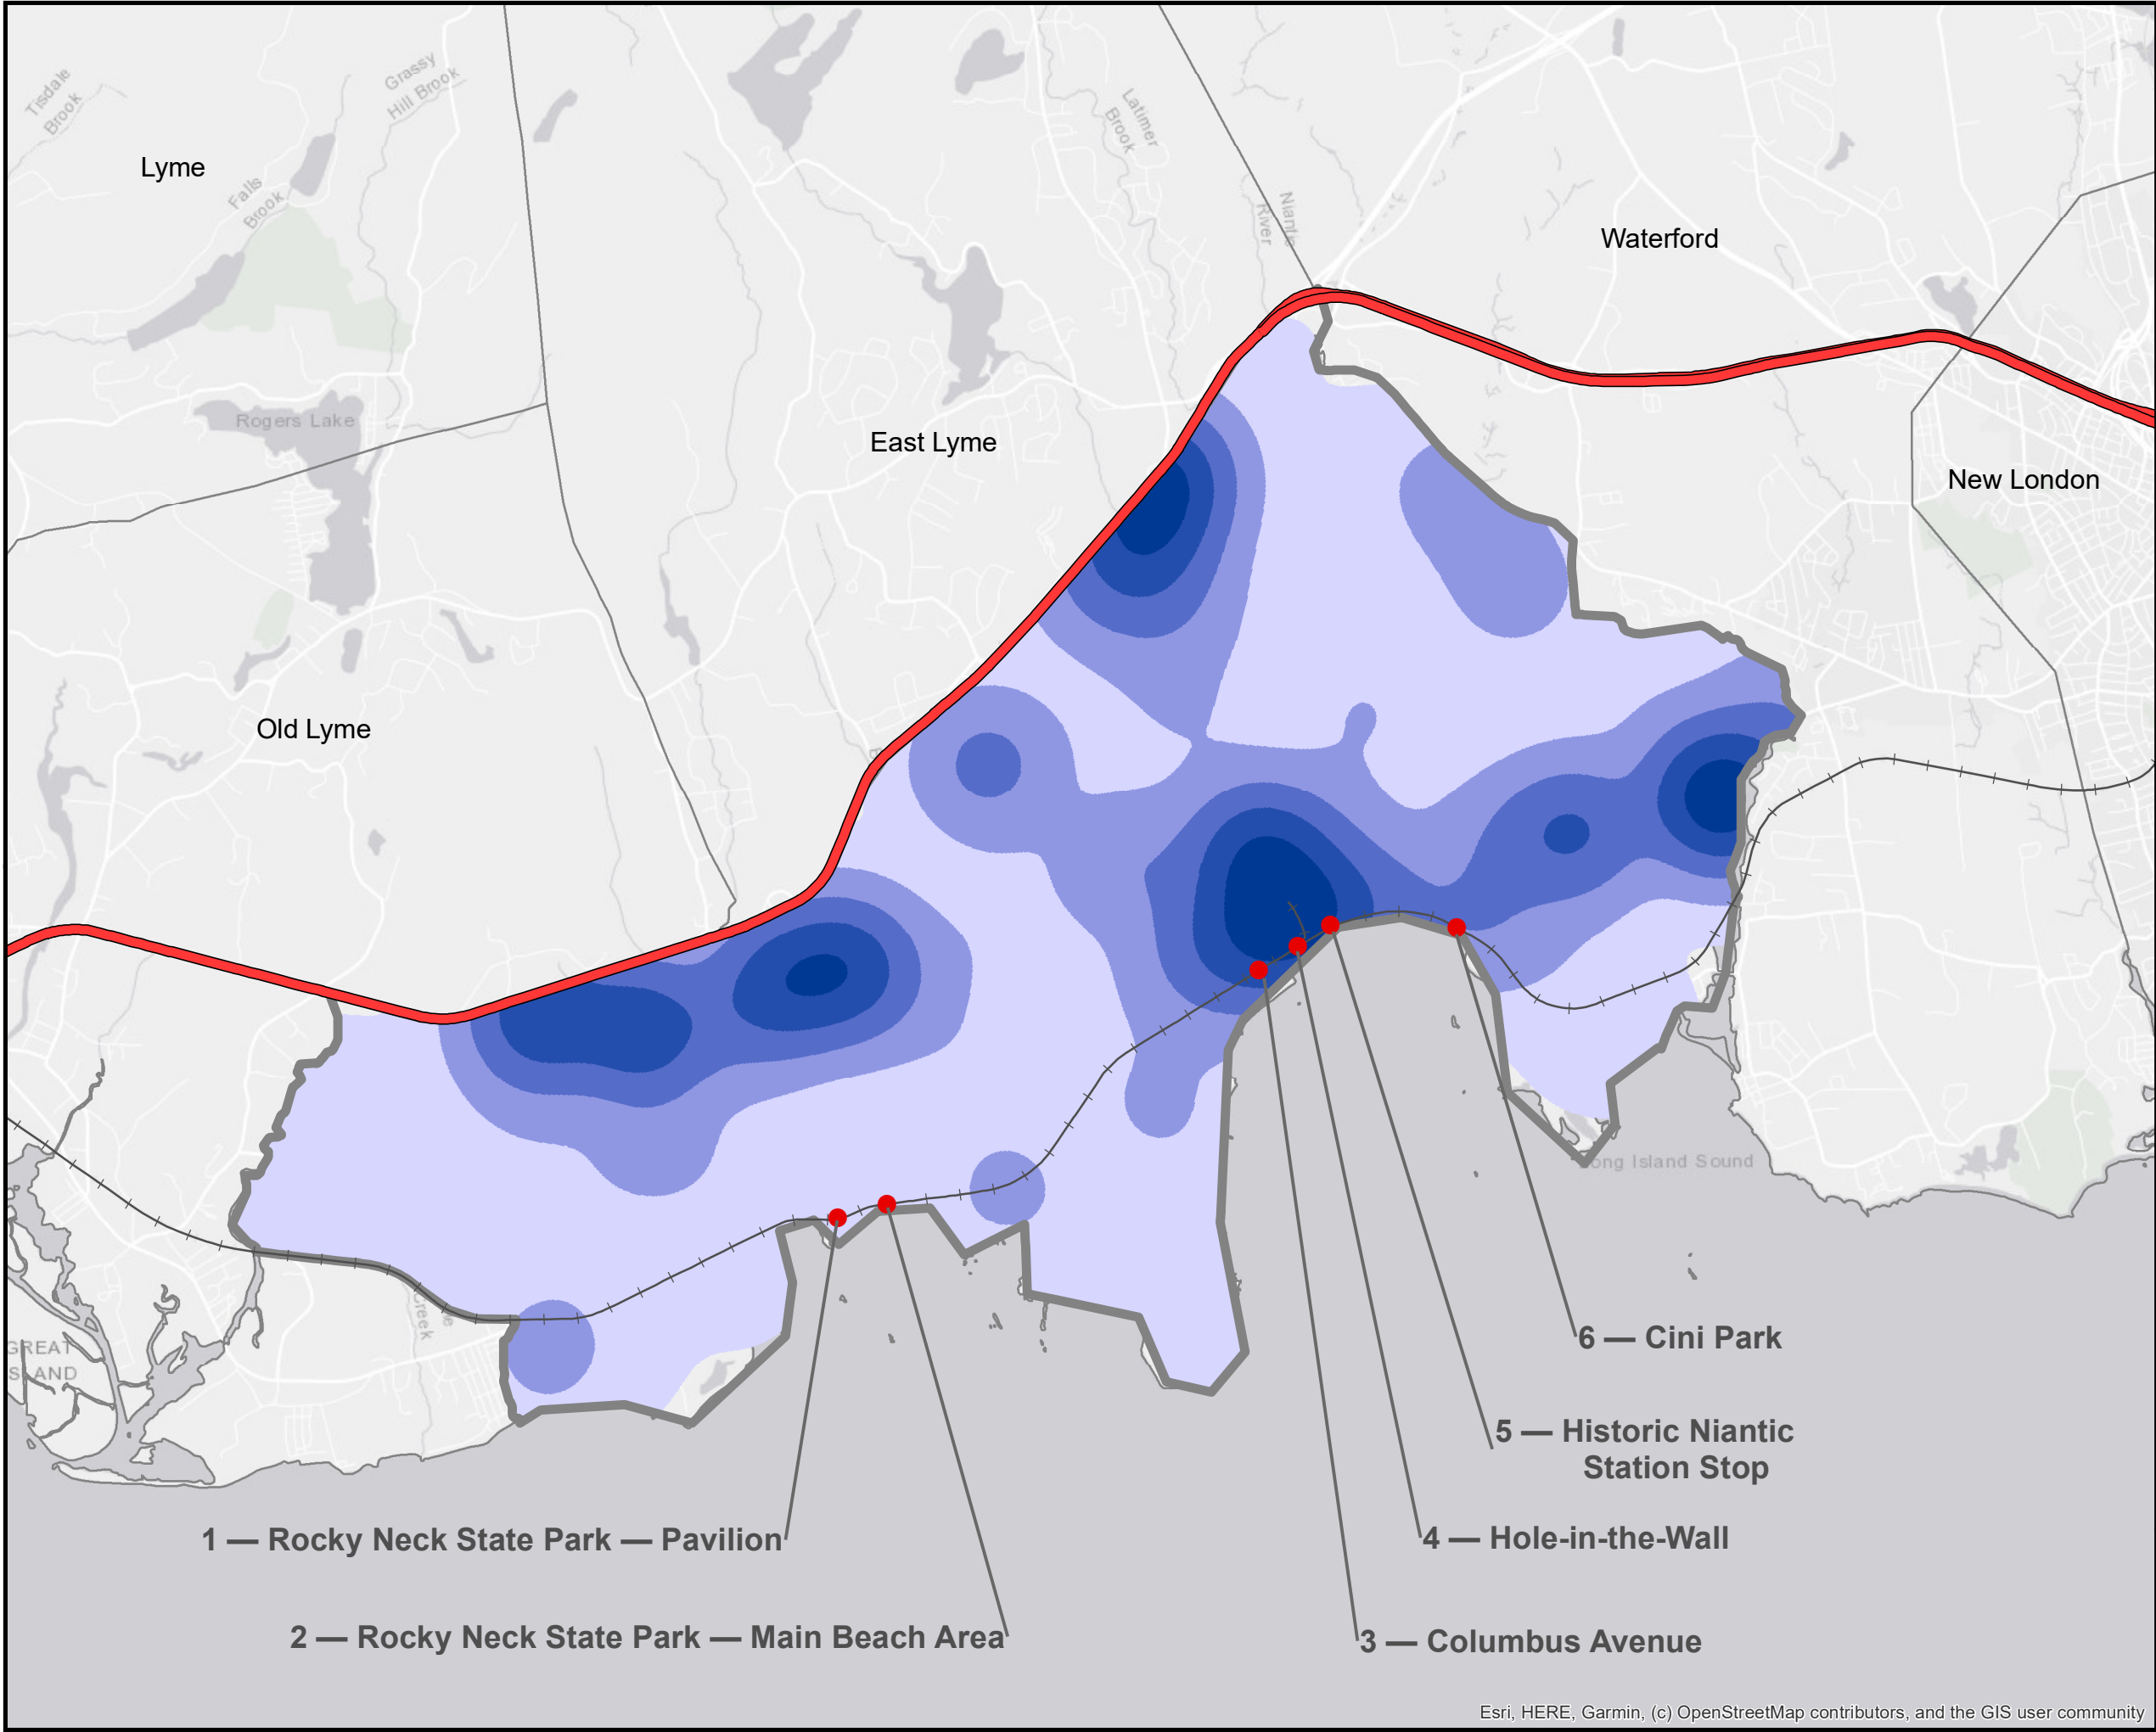 Tisdale
Brook
Grassy
Hill Brook
Latimer
Brook
Lyme
Falls
Brook
Niantic
River
Waterford
Rogers Lake
East Lyme
New London
Old Lyme
Long Island Sound
Creek
GREAT
ISLAND
6 — Cini Park
5 — Historic Niantic
Station Stop
1 — Rocky Neck State Park — Pavilion
4 — Hole-in-the-Wall
2 — Rocky Neck State Park — Main Beach Area
3 — Columbus Avenue
Esri, HERE, Garmin, (c) OpenStreetMap contributors, and the GIS user community